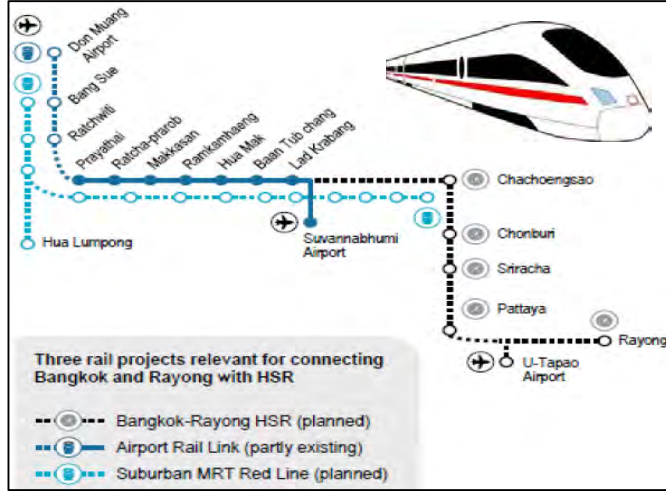 Don Muang
Airport
Bang Sue
Ratchwiti
Prayathai
Ratcha-prarob
Makkasan
Ramkamhaeng
Hua Mak
Baan Tub chang
Lad Krabang
Chachoengsao
Hua Lumpong
Suvannabhumi
Airport
Chonburi
Sriracha
Pattaya
Rayong
U-Tapao
Airport
Three rail projects relevant for connecting
Bangkok and Rayong with HSR
Bangkok-Rayong HSR (planned)
Airport Rail Link (partly existing)
Suburban MRT Red Line (planned)